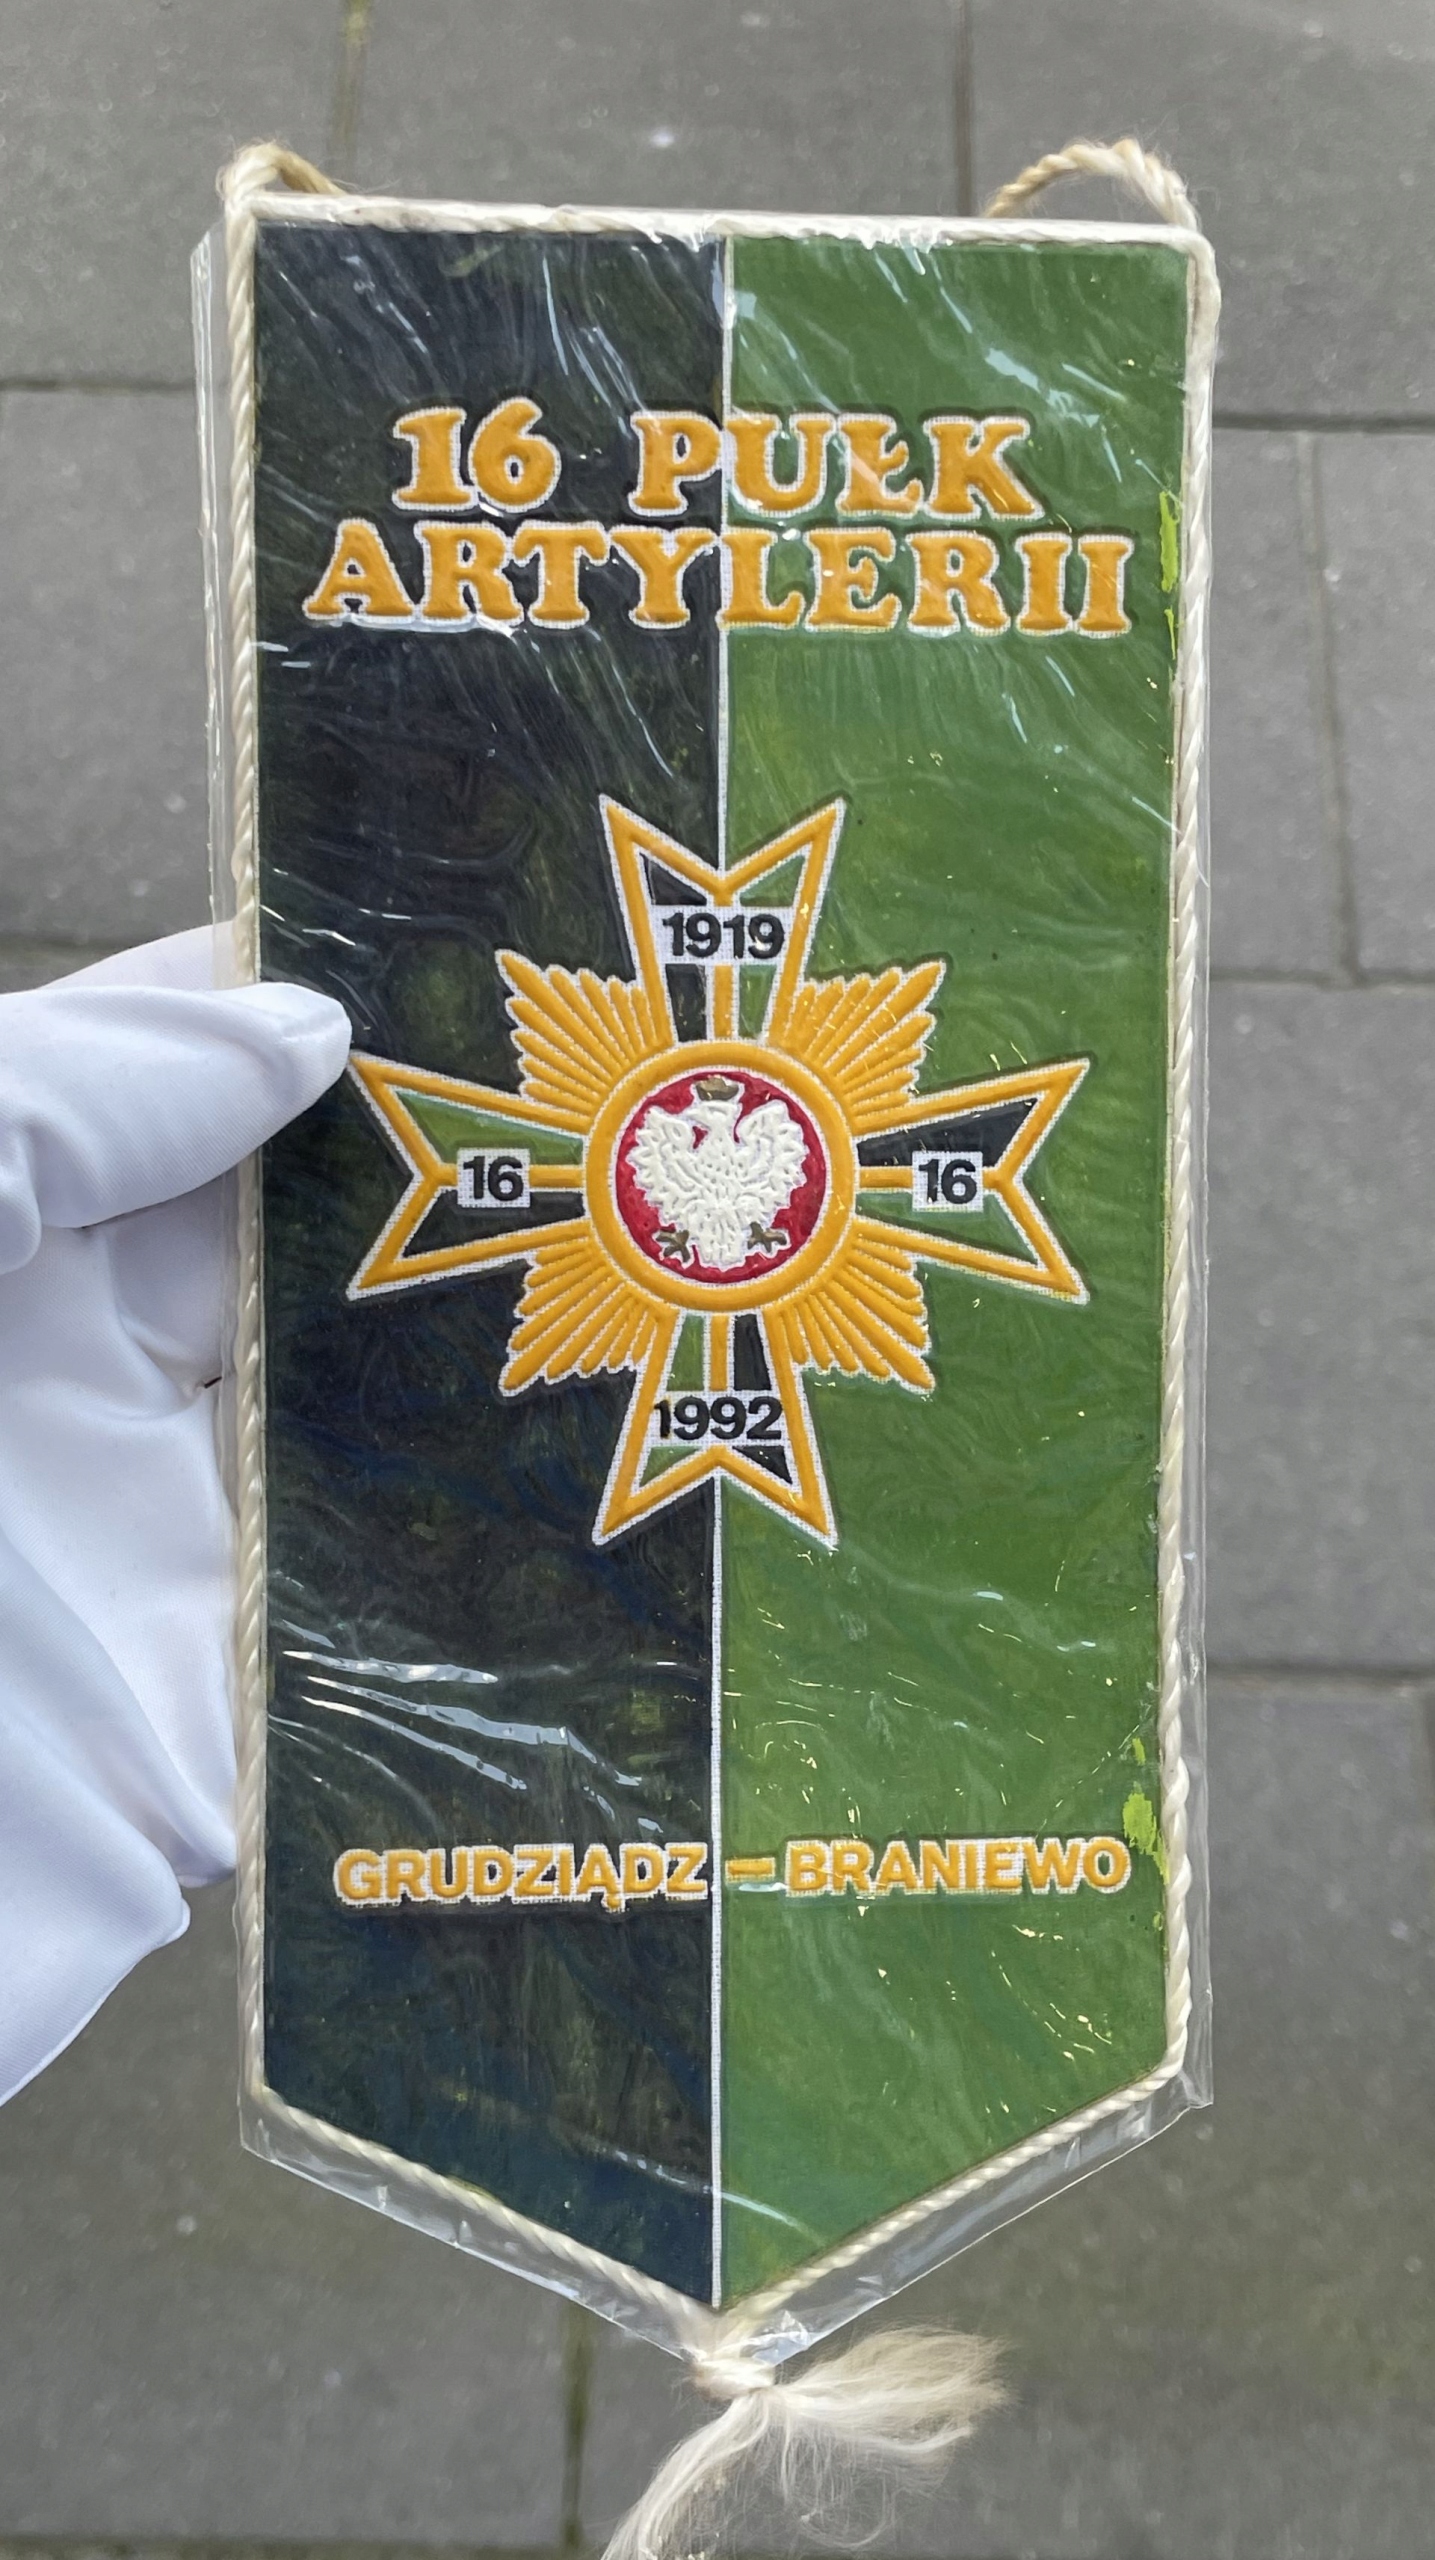 16 PUŁK
ARTYLERII
1919
16 16
1992
GRUDZIĄDZ – BRANIEWO